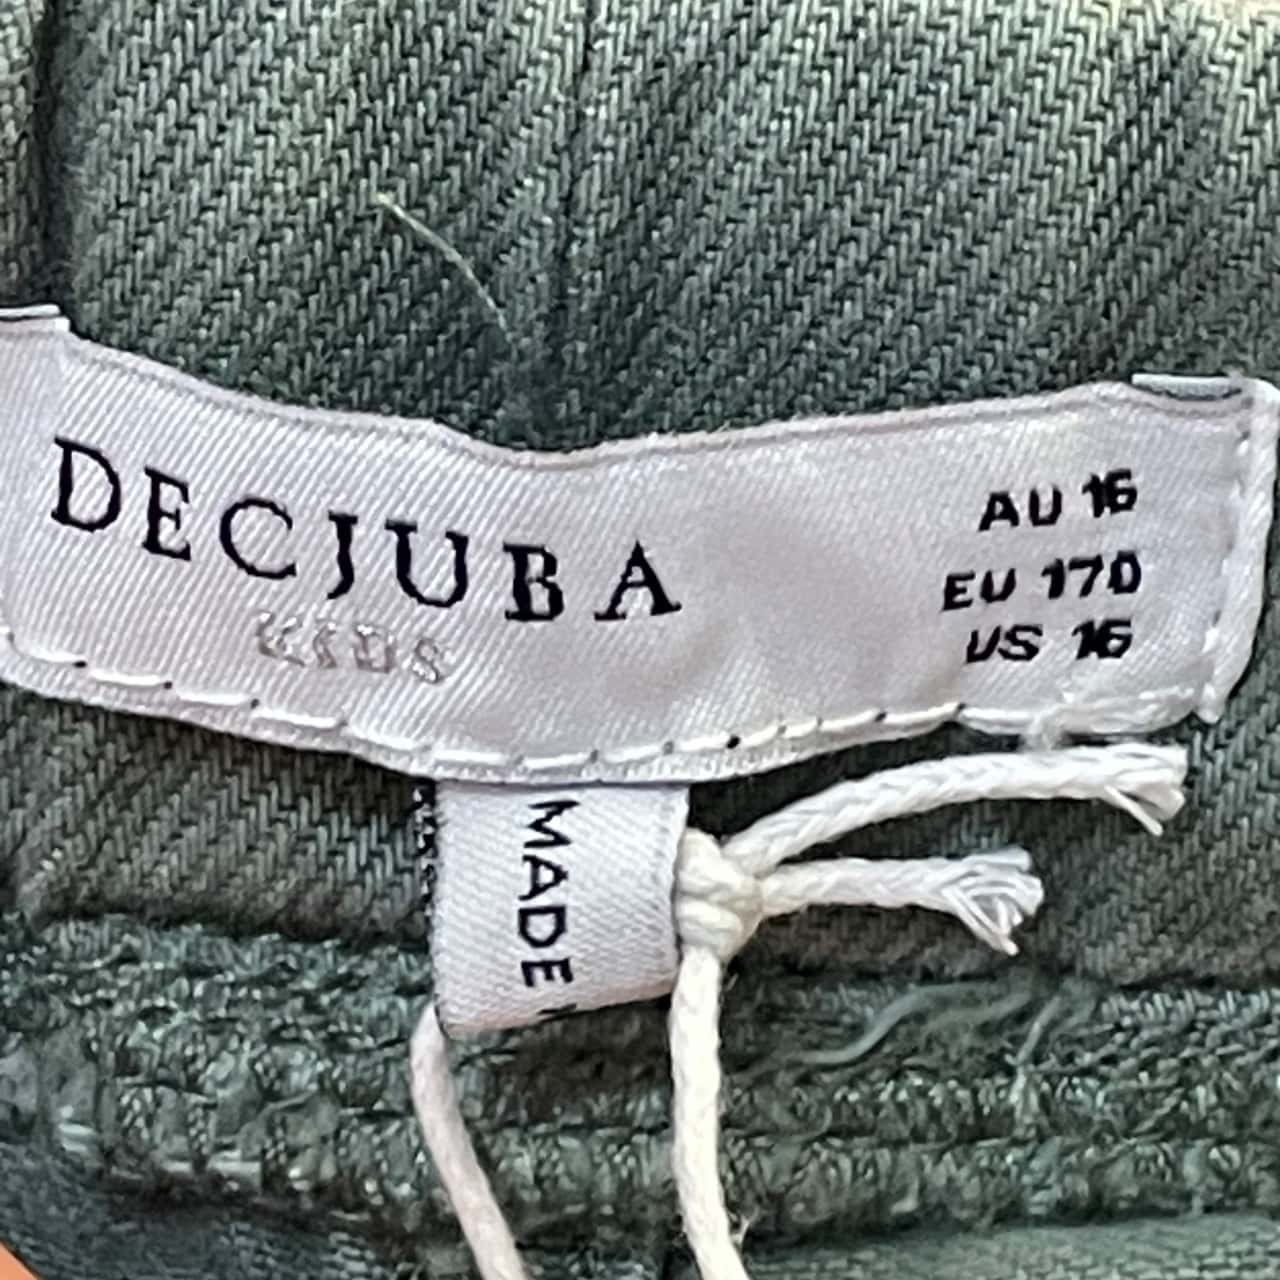 DECJUBA
KIDS
AU 16
EU 170
US 16
MADE